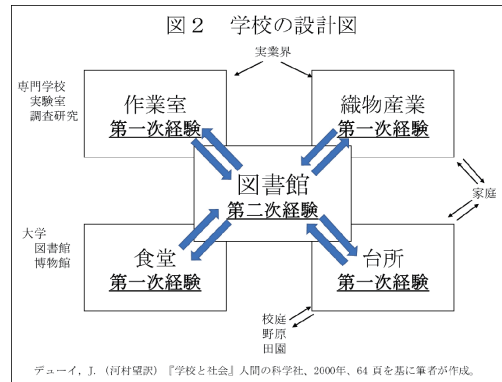 図２　学校の設計図
実業界
専門学校
実験室
調査研究
作業室
第一次経験
織物産業
第一次経験
図書館
第二次経験
家庭
大学
図書館
博物館
食堂
第一次経験
台所
第一次経験
校庭
野原
田園
デューイ, J.（河村望訳）『学校と社会』人間の科学社、2000年、64 頁を基に筆者が作成。